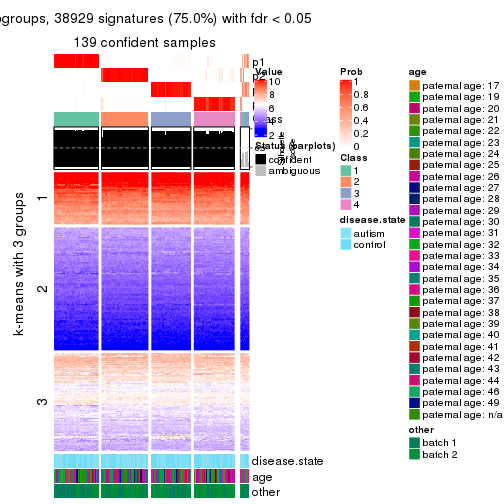 ogroups, 38929 signatures (75.0%) with fdr < 0.05
139 confident samples
p1
p2
Value
10
8
6
4
2
Status (barplots)
confident
ambiguous
Prob
1
0.8
0.6
0.4
0.2
0
Class
1
2
3
4
disease.state
autism
control
age
paternal age: 17
paternal age: 19
paternal age: 20
paternal age: 21
paternal age: 22
paternal age: 23
paternal age: 24
paternal age: 25
paternal age: 26
paternal age: 27
paternal age: 28
paternal age: 29
paternal age: 30
paternal age: 31
paternal age: 32
paternal age: 33
paternal age: 34
paternal age: 35
paternal age: 36
paternal age: 37
paternal age: 38
paternal age: 39
paternal age: 40
paternal age: 41
paternal age: 42
paternal age: 43
paternal age: 44
paternal age: 46
paternal age: 49
paternal age: n/a
other
batch 1
batch 2
k-means with 3 groups
1
2
3
disease.state
age
other